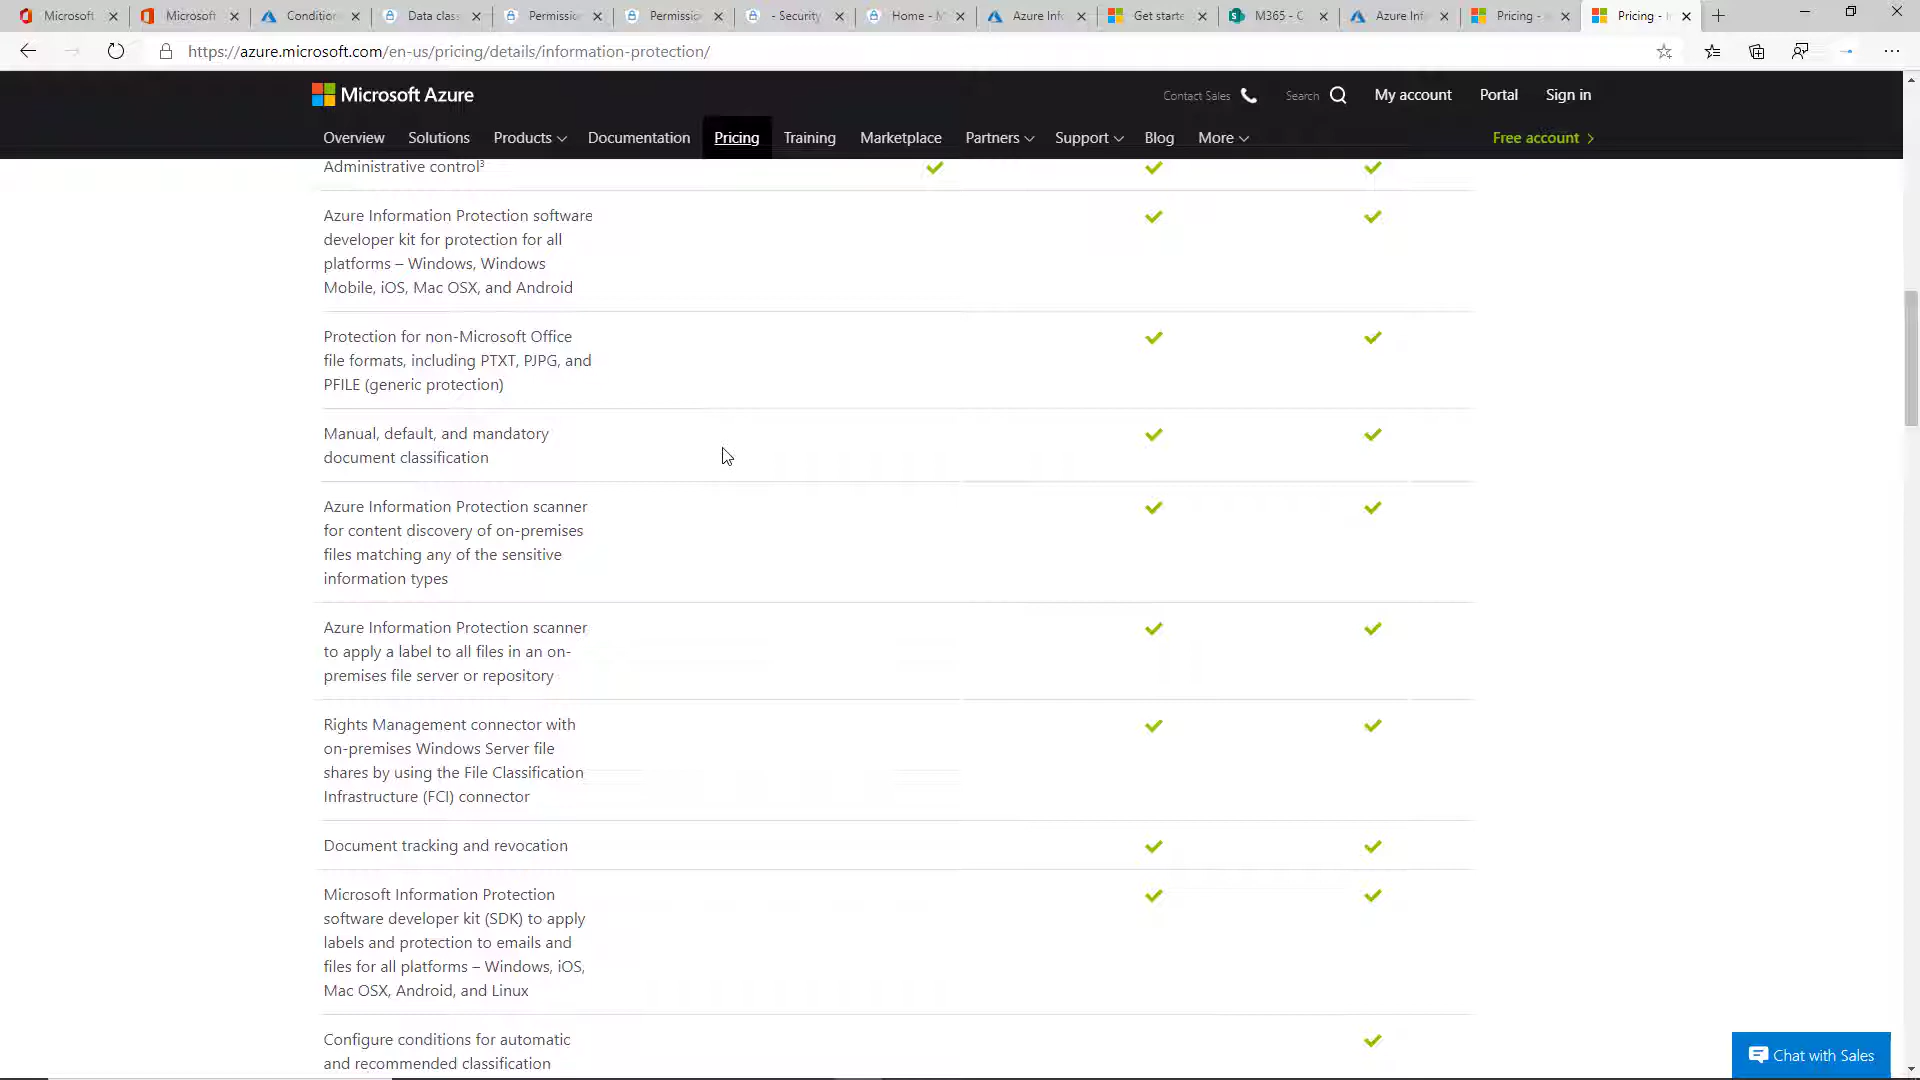 Microsoft
Microsoft
Condition
Data clas
Permissic
Permissic
- Security
Home - M
Azure Info
Get starte
M365 - C
Azure Inf
Pricing -
Pricing - I
https://azure.microsoft.com/en-us/pricing/details/information-protection/
Microsoft Azure
Contact Sales
Search
My account
Portal
Sign in
Overview
Solutions
Products
Documentation
Pricing
Training
Marketplace
Partners
Support
Blog
More
Free account
Administrative control³
Azure Information Protection software
developer kit for protection for all
platforms – Windows, Windows
Mobile, iOS, Mac OSX, and Android
Protection for non-Microsoft Office
file formats, including PTXT, PJPG, and
PFILE (generic protection)
Manual, default, and mandatory
document classification
Azure Information Protection scanner
for content discovery of on-premises
files matching any of the sensitive
information types
Azure Information Protection scanner
to apply a label to all files in an on-
premises file server or repository
Rights Management connector with
on-premises Windows Server file
shares by using the File Classification
Infrastructure (FCI) connector
Document tracking and revocation
Microsoft Information Protection
software developer kit (SDK) to apply
labels and protection to emails and
files for all platforms – Windows, iOS,
Mac OSX, Android, and Linux
Configure conditions for automatic
and recommended classification
Chat with Sales